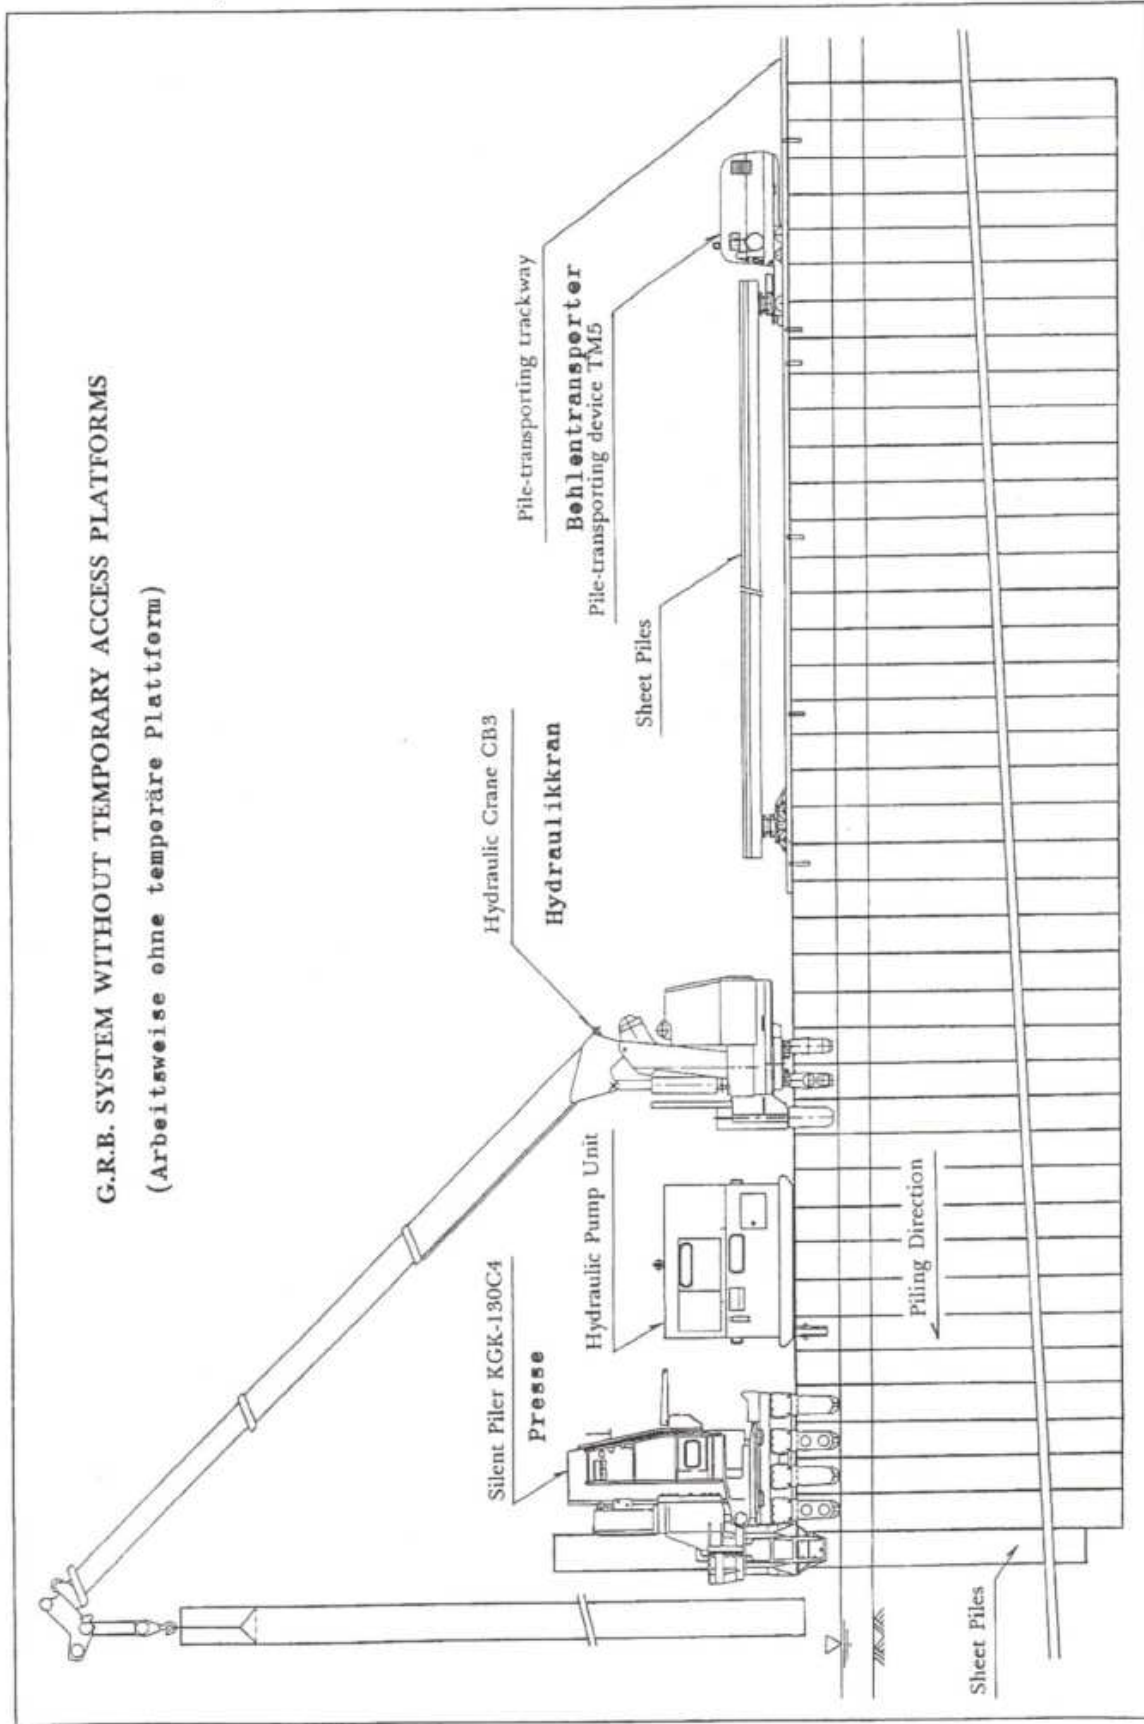 G.R.B. SYSTEM WITHOUT TEMPORARY ACCESS PLATFORMS
(Arbeitsweise ohne temporäre Plattform)
Pile-transporting trackway
Bohlentransporter
Pile-transporting device TM5
Hydraulic Crane CB3
Hydraulikkran
Sheet Piles
Silent Piler KGK-130C4
Presse
Hydraulic Pump Unit
Piling Direction
Sheet Piles